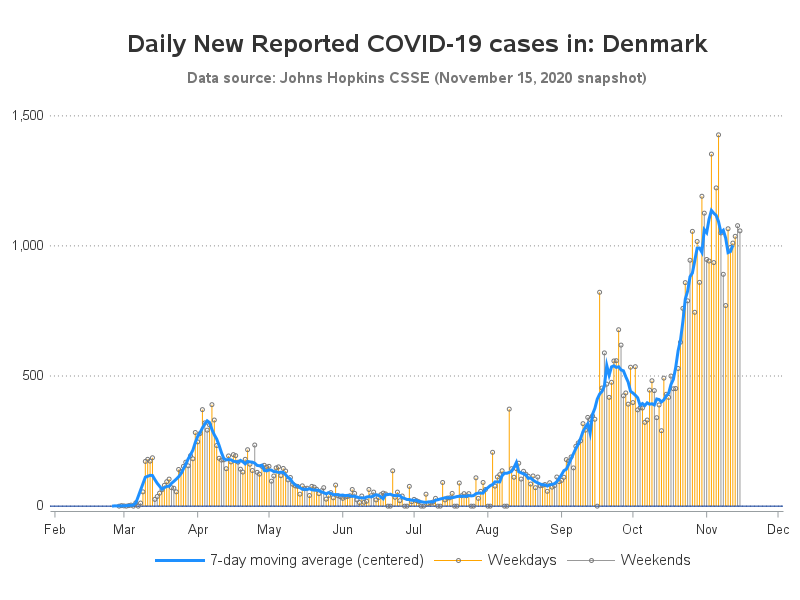 Daily New Reported COVID-19 cases in: Denmark
Data source: Johns Hopkins CSSE (November 15, 2020 snapshot)
1,500
1,000
500
0
Feb Mar Apr May Jun Jul Aug Sep Oct Nov Dec
7-day moving average (centered) Weekdays Weekends